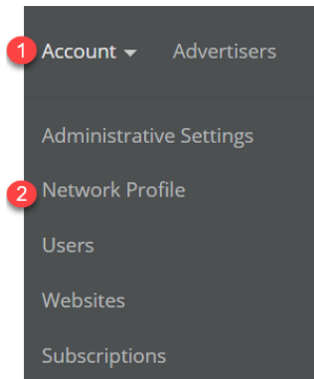 1 Account Advertisers
Administrative Settings
2 Network Profile
Users
Websites
Subscriptions